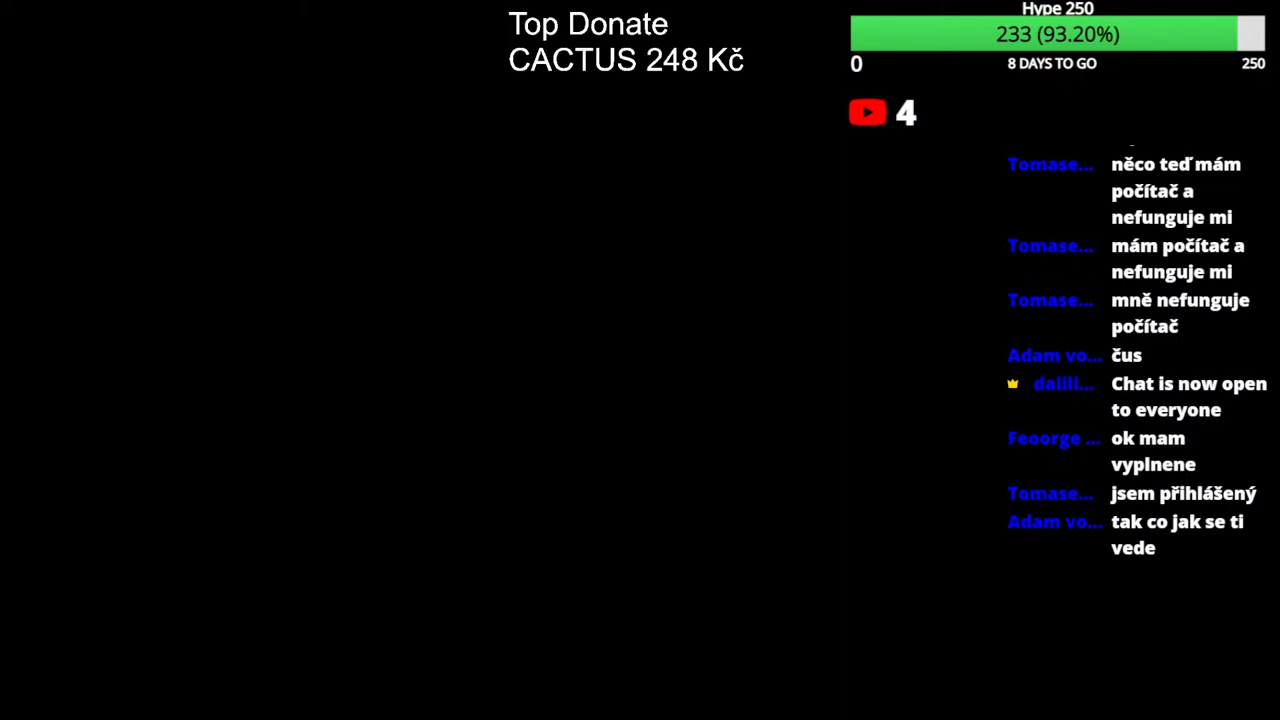 Top Donate
CACTUS 248 Kč
Hype 250
233 (93.20%)
0
8 DAYS TO GO
250
4
Tomase... něco teď mám
počítač a
nefunguje mi
Tomase... mám počítač a
nefunguje mi
Tomase... mně nefunguje
počítač
Adam vo... čus
dalili... Chat is now open
to everyone
Feoorge ... ok mam
vyplnene
Tomase... jsem přihlášený
Adam vo... tak co jak se ti
vede